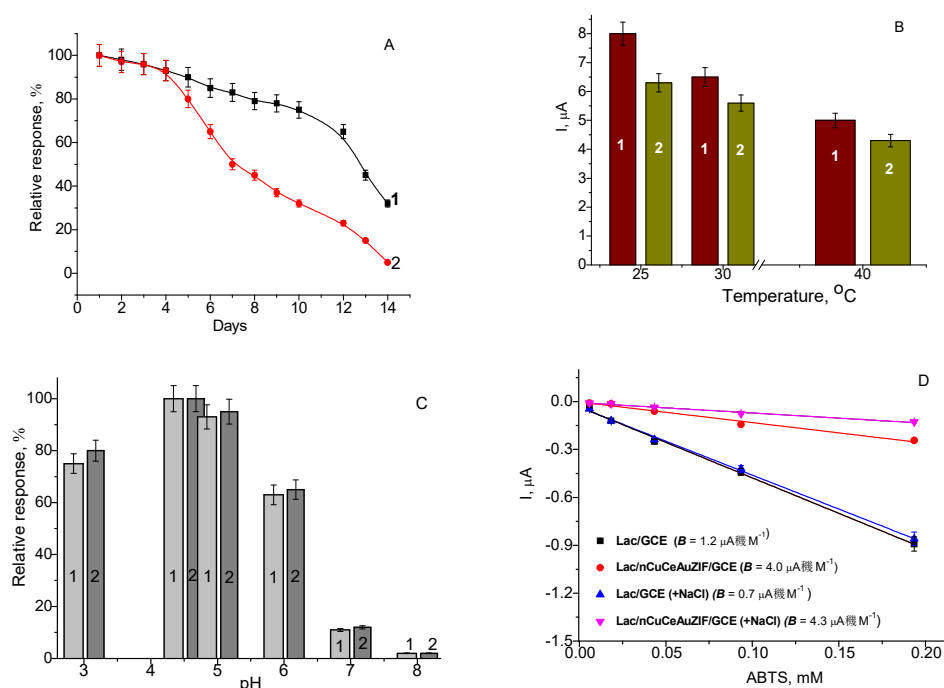 A
100
80
60
40
20
0
Relative response, %
1
2
0 2 4 6 8 10 12 14
Days
B
8
7
6
5
4
3
2
1
0
I, µA
1 2 1 2 1 2
25 30 40
Temperature, °C
C
100
80
60
40
20
0
Relative response, %
1 2 1 2 1 2 1 2 1 2 1 2
3 4 5 6 7 8
pH
D
0.0
-0.3
-0.6
-0.9
-1.2
-1.5
I, µA
Lac/GCE (B = 1.2 µA機M⁻¹)
Lac/nCuCeAuZIF/GCE (B = 4.0 µA機M⁻¹)
Lac/GCE (+NaCl) (B = 0.7 µA機M⁻¹)
Lac/nCuCeAuZIF/GCE (+NaCl) (B = 4.3 µA機M⁻¹)
0.00 0.05 0.10 0.15 0.20
ABTS, mM